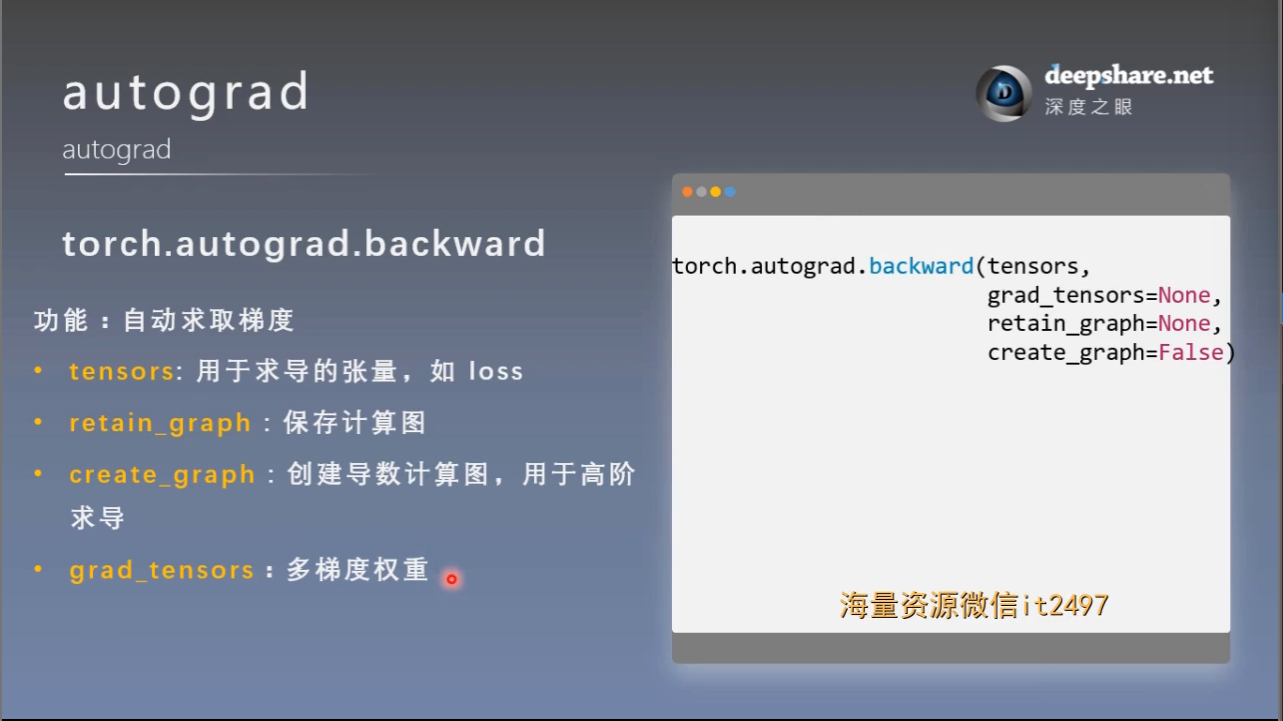 autograd
autograd
deepshare.net
深度之眼
torch.autograd.backward
功能：自动求取梯度
• tensors: 用于求导的张量，如 loss
• retain_graph : 保存计算图
• create_graph : 创建导数计算图，用于高阶
求导
• grad_tensors：多梯度权重
torch.autograd.backward(tensors,
grad_tensors=None,
retain_graph=None,
create_graph=False)
海量资源微信it2497